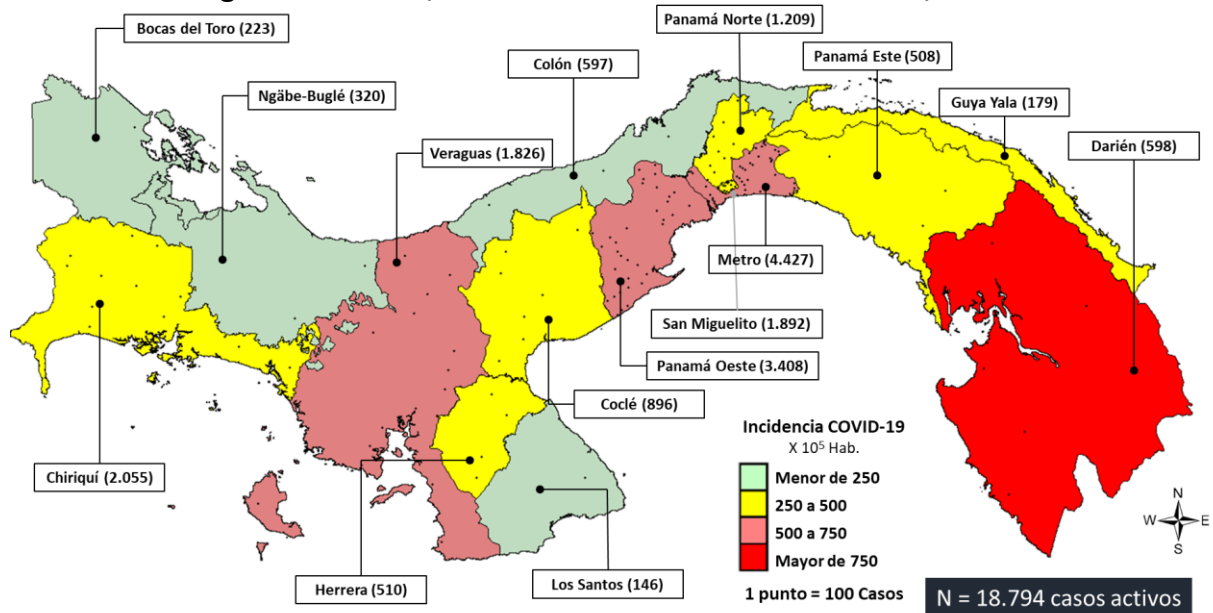 Panamá Norte (1.209)
Bocas del Toro (223)
Panamá Este (508)
Colón (597)
Ngäbe-Buglé (320)
Guya Yala (179)
Veraguas (1.826)
Darién (598)
Metro (4.427)
San Miguelito (1.892)
Panamá Oeste (3.408)
Coclé (896)
Chiriquí (2.055)
Herrera (510)
Los Santos (146)
Incidencia COVID-19
X 10⁵ Hab.
Menor de 250
250 a 500
500 a 750
Mayor de 750
1 punto = 100 Casos
N
W E
S
N = 18.794 casos activos